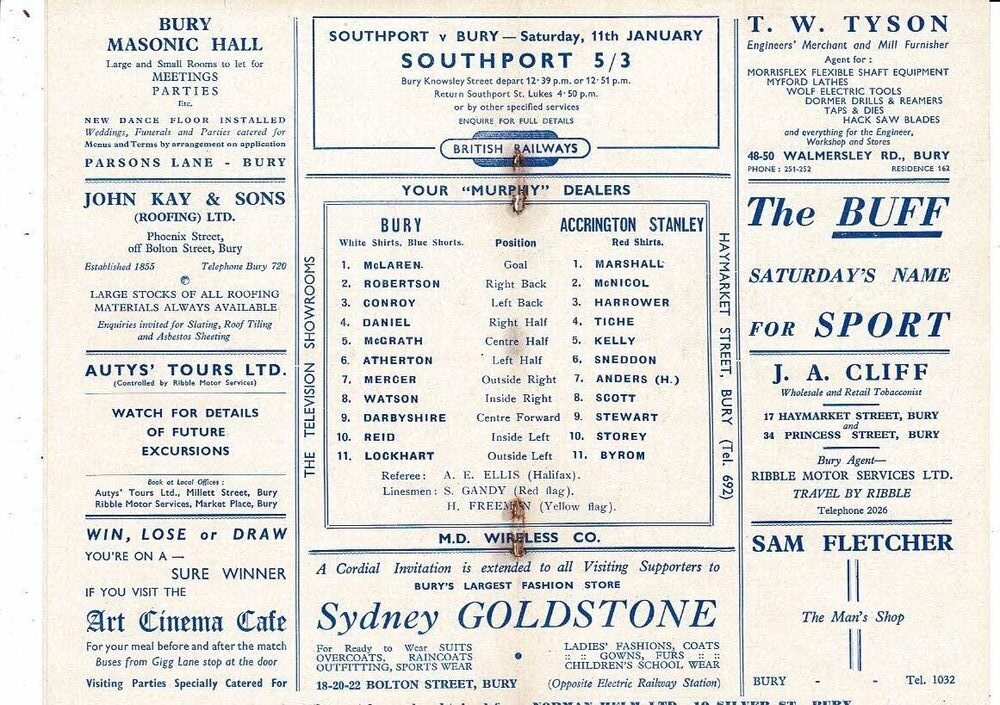 BURY
MASONIC HALL
Large and Small Rooms to let for
MEETINGS
PARTIES
Etc.
NEW DANCE FLOOR INSTALLED
Weddings, Funerals and Parties catered for
Menus and Terms by arrangement on application
PARSONS LANE - BURY
JOHN KAY & SONS
(ROOFING) LTD.
Phoenix Street,
off Bolton Street, Bury
Established 1855 Telephone Bury 720
LARGE STOCKS OF ALL ROOFING
MATERIALS ALWAYS AVAILABLE
Enquiries invited for Slating, Roof Tiling
and Asbestos Sheeting
AUTYS' TOURS LTD.
(Controlled by Ribble Motor Services)
WATCH FOR DETAILS
OF FUTURE
EXCURSIONS
Book at Local Offices :
Autys' Tours Ltd., Millett Street, Bury
Ribble Motor Services, Market Place, Bury
WIN, LOSE or DRAW
YOU'RE ON A —
SURE WINNER
IF YOU VISIT THE
Art Cinema Cafe
For your meal before and after the match
Buses from Gigg Lane stop at the door
Visiting Parties Specially Catered For
SOUTHPORT v BURY — Saturday, 11th JANUARY
SOUTHPORT 5/3
Bury Knowsley Street depart 12·39 p.m. or 12·51 p.m.
Return Southport St. Lukes 4·50 p.m.
or by other specified services
ENQUIRE FOR FULL DETAILS
BRITISH RAILWAYS
YOUR "MURPHY" DEALERS
THE TELEVISION SHOWROOMS
BURY ACCRINGTON STANLEY
White Shirts, Blue Shorts. Position Red Shirts.
1. McLAREN. Goal 1. MARSHALL
2. ROBERTSON Right Back 2. McNICOL
3. CONROY Left Back 3. HARROWER
4. DANIEL Right Half 4. TIGHE
5. McGRATH Centre Half 5. KELLY
6. ATHERTON Left Half 6. SNEDDON
7. MERCER Outside Right 7. ANDERS (H.)
8. WATSON Inside Right 8. SCOTT
9. DARBYSHIRE Centre Forward 9. STEWART
10. REID Inside Left 10. STOREY
11. LOCKHART Outside Left 11. BYROM
Referee : A. E. ELLIS (Halifax).
Linesmen: S. GANDY (Red flag).
H. FREEMAN (Yellow flag).
HAYMARKET STREET, BURY (Tel. 692)
M.D. WIRELESS CO.
A Cordial Invitation is extended to all Visiting Supporters to
BURY'S LARGEST FASHION STORE
Sydney GOLDSTONE
For Ready to Wear SUITS
OVERCOATS, RAINCOATS
OUTFITTING, SPORTS WEAR
LADIES' FASHIONS, COATS
:: :: GOWNS, FURS :: ::
CHILDREN'S SCHOOL WEAR
18-20-22 BOLTON STREET, BURY (Opposite Electric Railway Station)
T. W. TYSON
Engineers' Merchant and Mill Furnisher
Agent for :
MORRISFLEX FLEXIBLE SHAFT EQUIPMENT
MYFORD LATHES
WOLF ELECTRIC TOOLS
DORMER DRILLS & REAMERS
TAPS & DIES
HACK SAW BLADES
and everything for the Engineer,
Workshop and Stores
48-50 WALMERSLEY RD., BURY
PHONE : 251-252 RESIDENCE 162
The BUFF
SATURDAY'S NAME
FOR SPORT
J. A. CLIFF
Wholesale and Retail Tobacconist
17 HAYMARKET STREET, BURY
and
34 PRINCESS STREET, BURY
Bury Agent—
RIBBLE MOTOR SERVICES LTD.
TRAVEL BY RIBBLE
Telephone 2026
SAM FLETCHER
The Man's Shop
BURY - - Tel. 1032